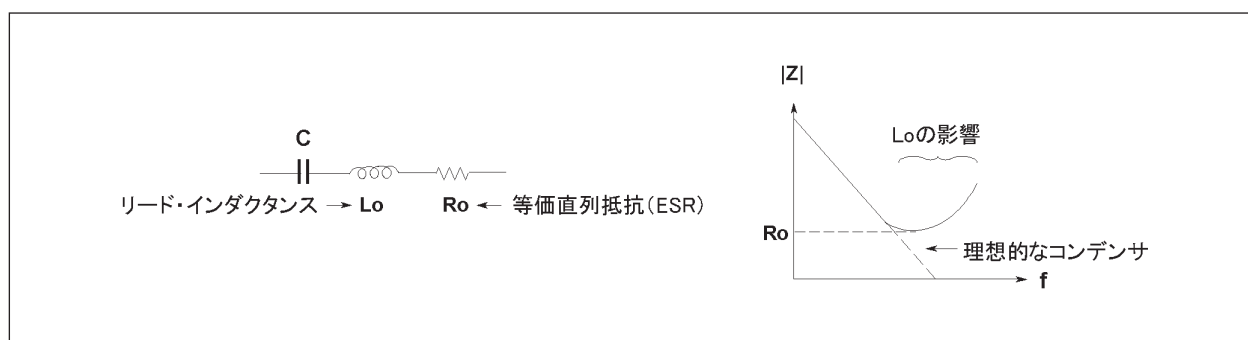 C
リード・インダクタンス → Lo Ro ← 等価直列抵抗(ESR)
|Z|
Loの影響
Ro
← 理想的なコンデンサ
f